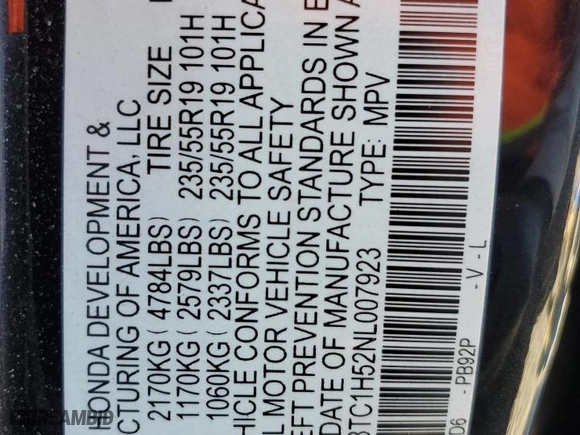 HONDA DEVELOPMENT &
CTURING OF AMERICA, LLC
2170KG ( 4784LBS) TIRE SIZE
1170KG ( 2579LBS) 235/55R19 101H
1060KG ( 2337LBS) 235/55R19 101H
HICLE CONFORMS TO ALL APPLICA
L MOTOR VEHICLE SAFETY
EFT PREVENTION STANDARDS IN E
DATE OF MANUFACTURE SHOWN A
8TC1H52NL007923 TYPE: MPV
D6 -PB92P -V-L